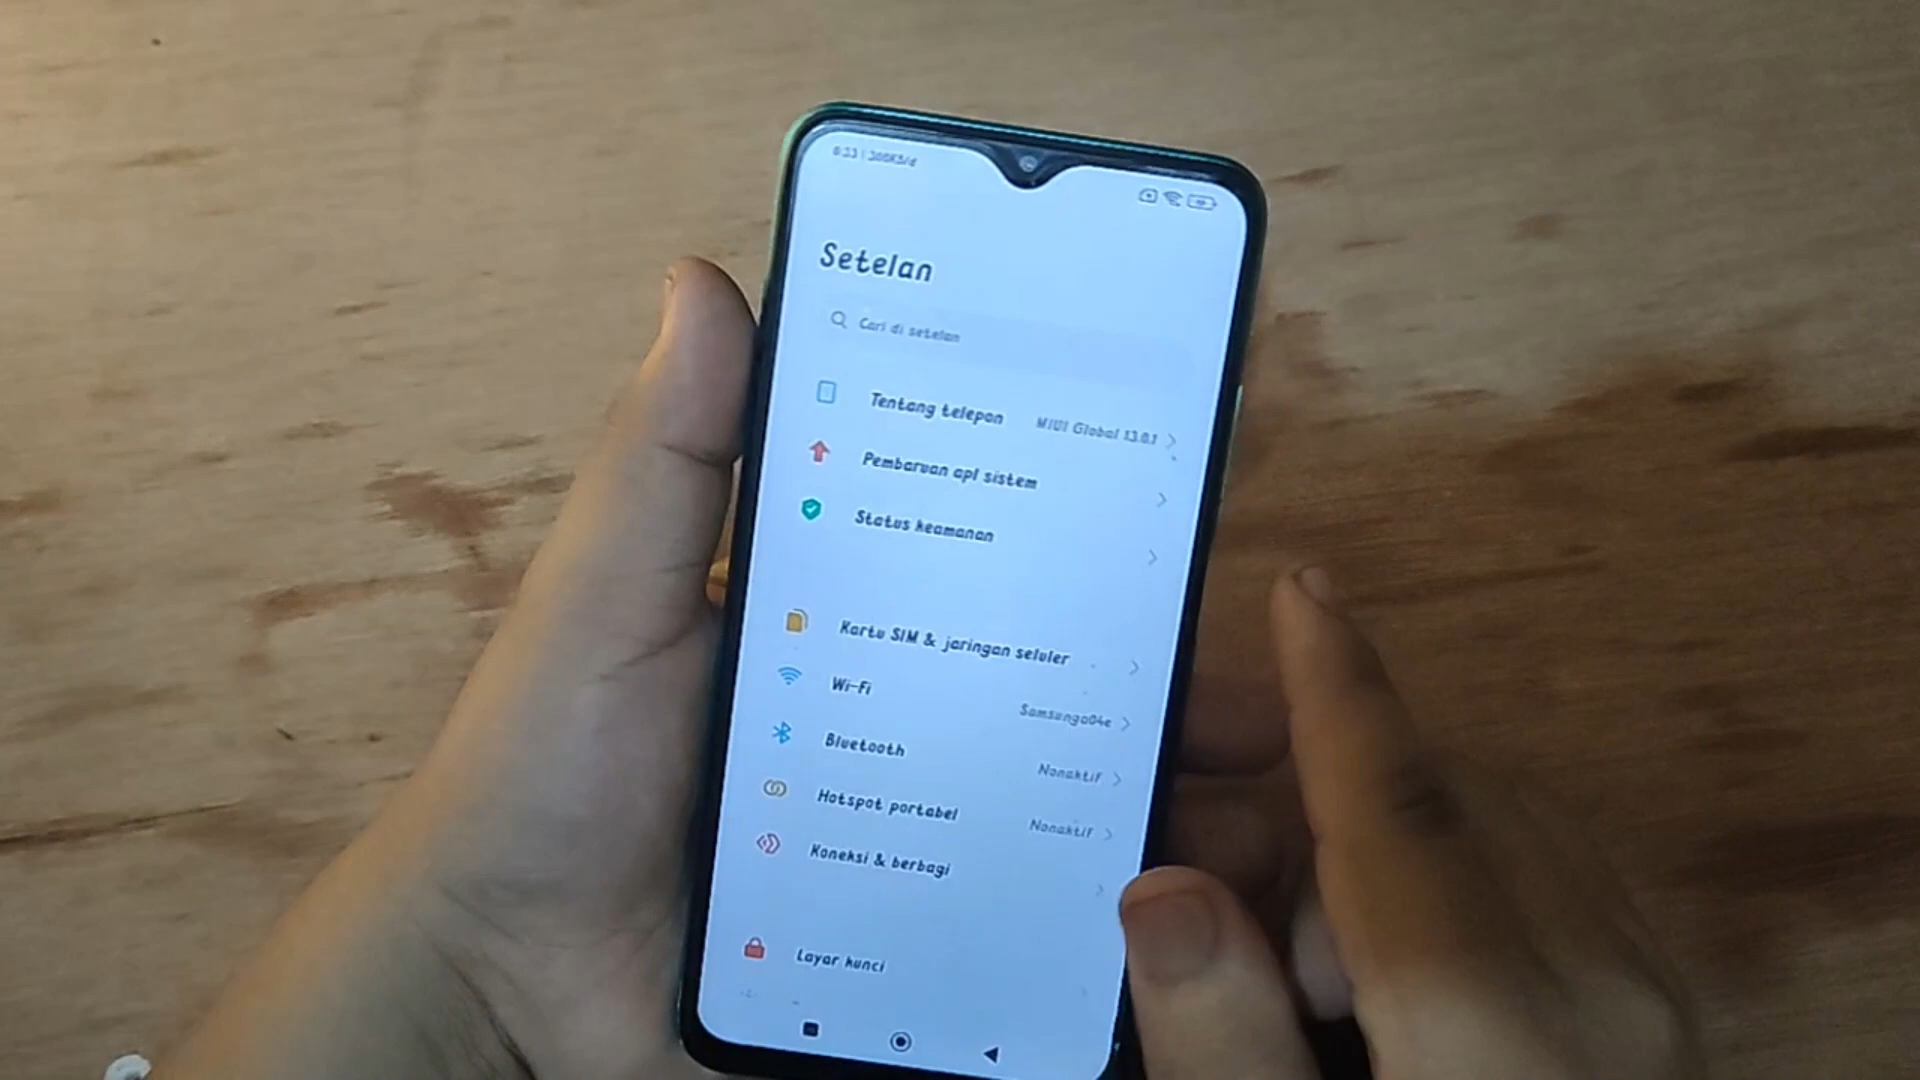 Setelan
Cari di setelan
Tentang telepon MIUI Global 13.0.1
Pembaruan apl sistem
Status keamanan
Kartu SIM & jaringan seluler
Wi-Fi Samsunga04e
Bluetooth Nonaktif
Hotspot portabel Nonaktif
Koneksi & berbagi
Layar kunci